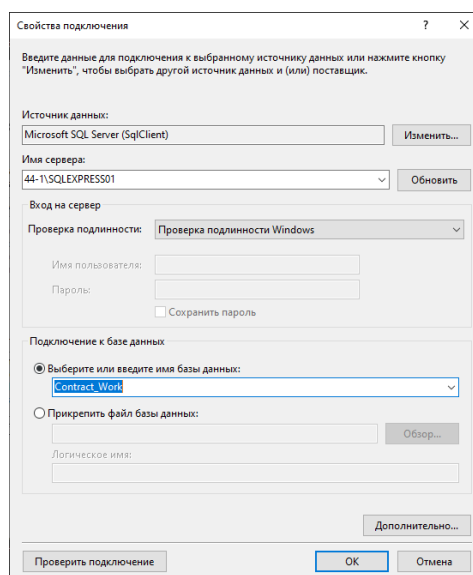 Свойства подключения
Введите данные для подключения к выбранному источнику данных или нажмите кнопку
"Изменить", чтобы выбрать другой источник данных и (или) поставщик.
Источник данных:
Microsoft SQL Server (SqlClient)
Изменить...
Имя сервера:
44-1\SQLEXPRESS01
Обновить
Вход на сервер
Проверка подлинности:
Проверка подлинности Windows
Имя пользователя:
Пароль:
Сохранить пароль
Подключение к базе данных
Выберите или введите имя базы данных:
Contract_Work
Прикрепить файл базы данных:
Обзор...
Логическое имя:
Дополнительно...
Проверить подключение
ОК
Отмена